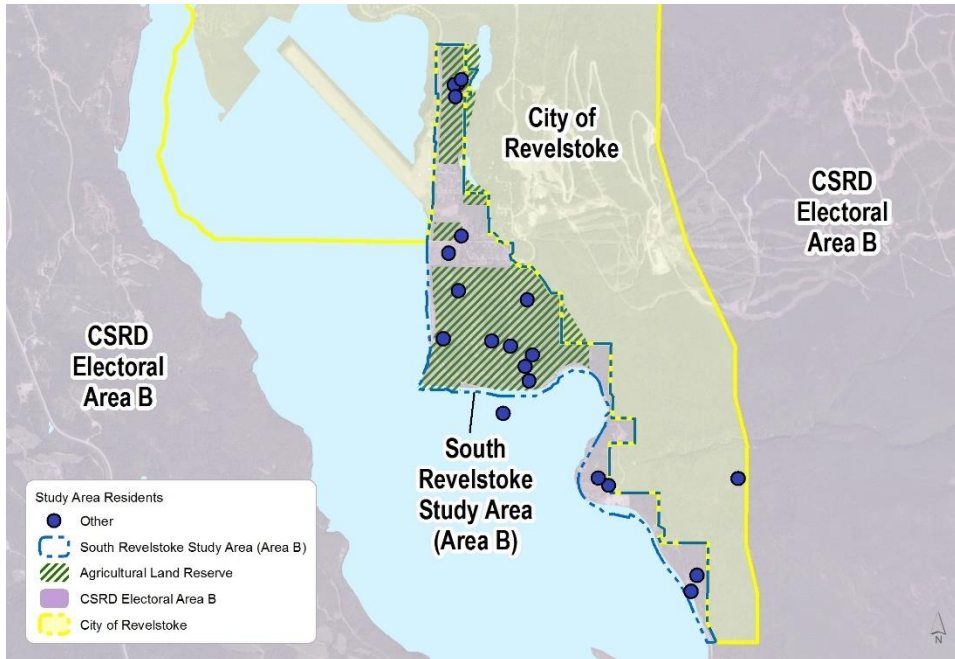 City of
Revelstoke
CSRD
Electoral
Area B
CSRD
Electoral
Area B
South
Revelstoke
Study Area
(Area B)
Study Area Residents
Other
South Revelstoke Study Area (Area B)
Agricultural Land Reserve
CSRD Electoral Area B
City of Revelstoke
N